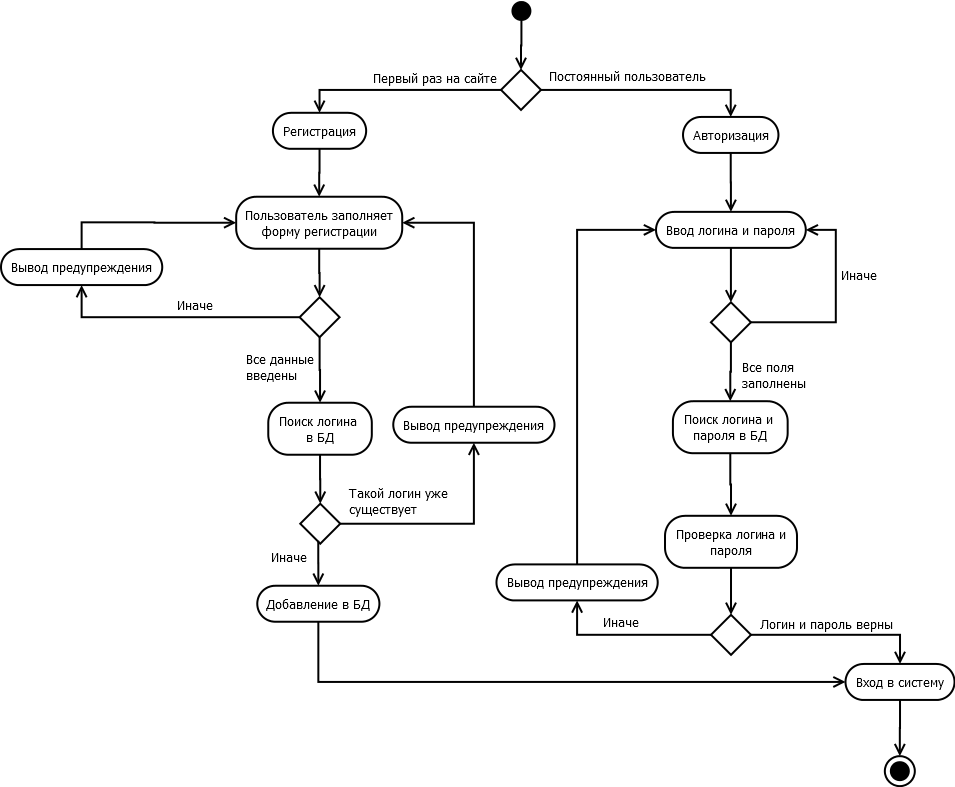 Первый раз на сайте
Постоянный пользователь
Регистрация
Авторизация
Пользователь заполняет
форму регистрации
Ввод логина и пароля
Вывод предупреждения
Иначе
Иначе
Все данные
введены
Все поля
заполнены
Поиск логина
в БД
Вывод предупреждения
Поиск логина и
пароля в БД
Такой логин уже
существует
Проверка логина и
пароля
Иначе
Добавление в БД
Вывод предупреждения
Иначе
Логин и пароль верны
Вход в систему